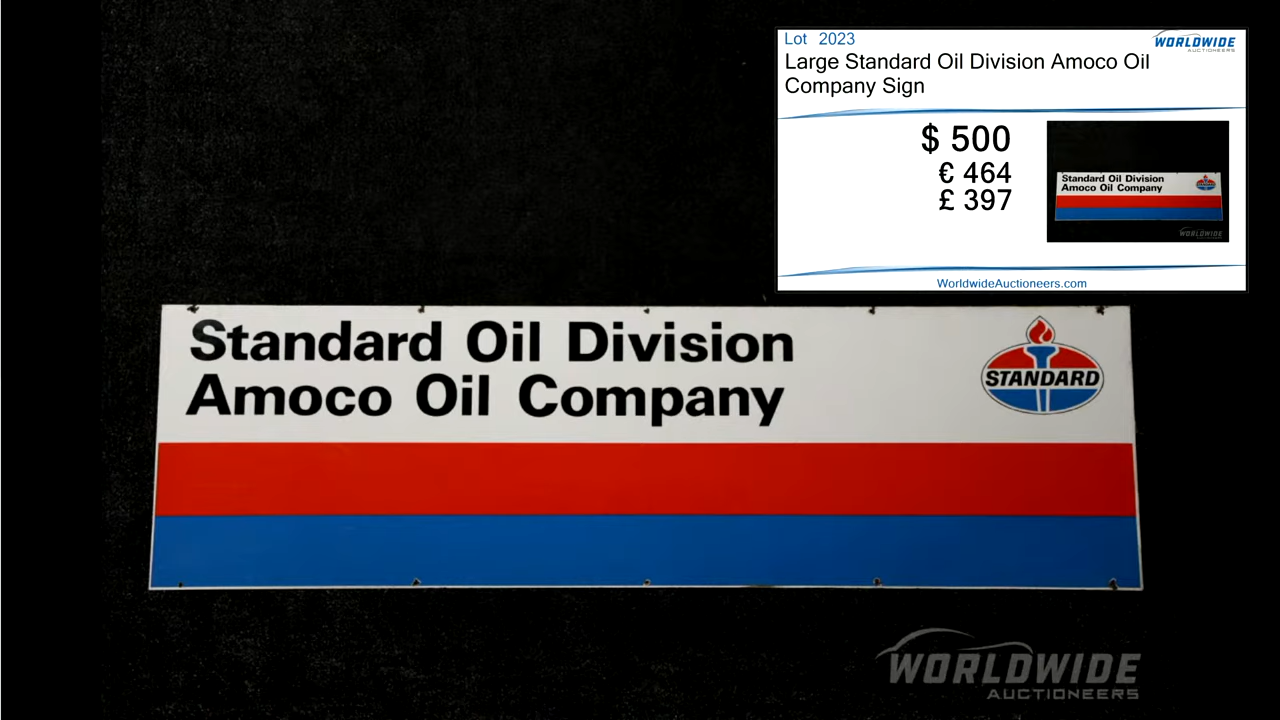 Lot 2023
WORLDWIDE
AUCTIONEERS
Large Standard Oil Division Amoco Oil
Company Sign
$ 500
€ 464
£ 397
Standard Oil Division
Amoco Oil Company
STANDARD
WORLDWIDE
WorldwideAuctioneers.com
Standard Oil Division
Amoco Oil Company
STANDARD
WORLDWIDE
AUCTIONEERS